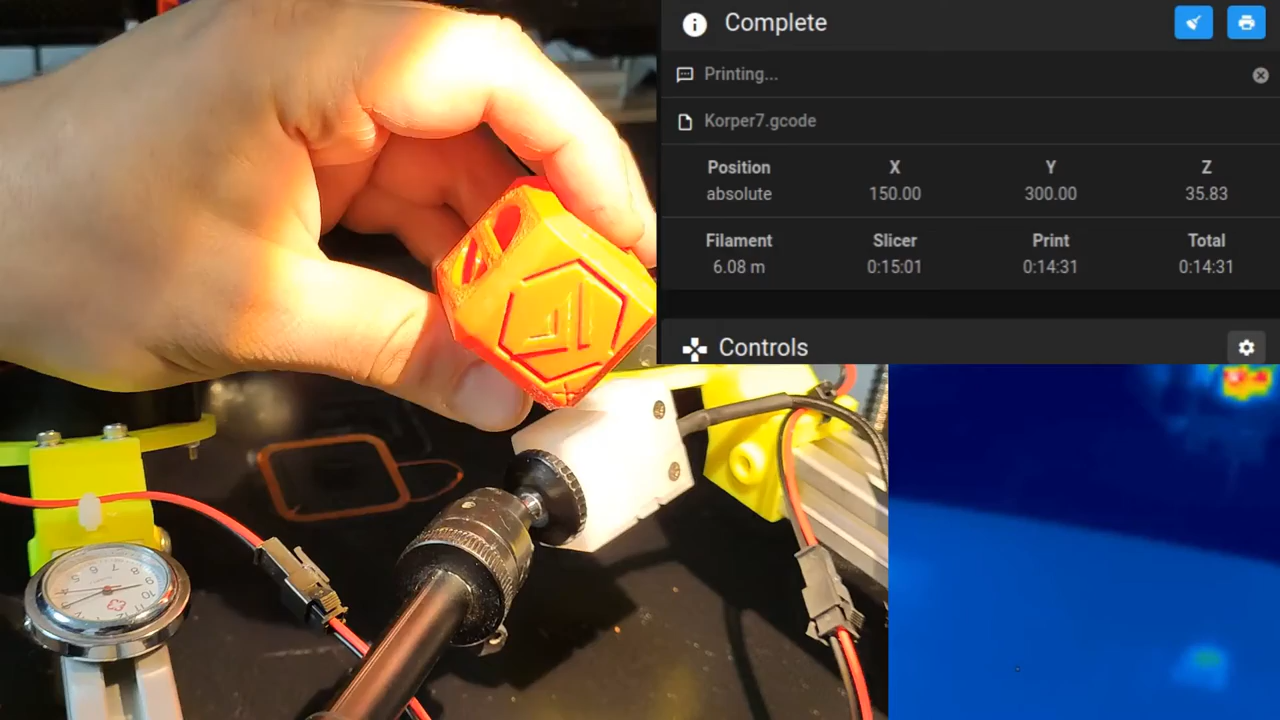 Complete
Printing...
Korper7.gcode
Position X Y Z
absolute 150.00 300.00 35.83
Filament Slicer Print Total
6.08 m 0:15:01 0:14:31 0:14:31
Controls